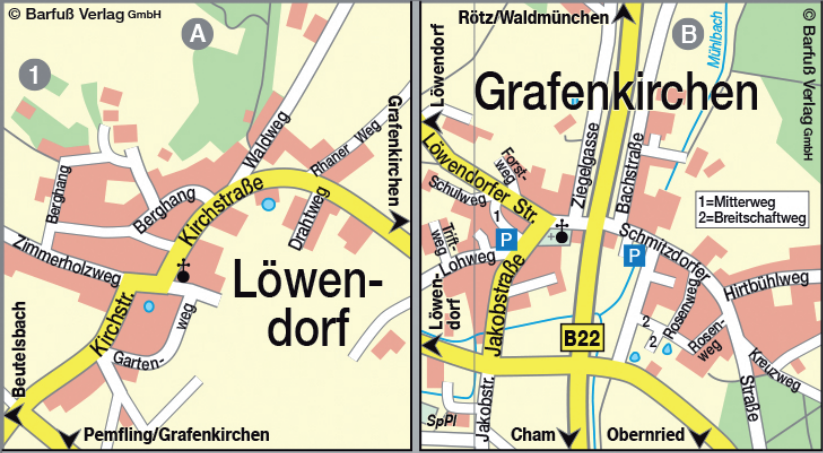 © Barfuß Verlag GmbH
A
1
Waldweg
Grafenkirchen
Rhaner Weg
Berghang
Berghang
Kirchstraße
Drahtweg
Zimmerholzweg
Löwen-
dorf
Kirchstr.
Garten-
weg
Beutelsbach
Pemfling/Grafenkirchen
Rötz/Waldmünchen
B
Mühlbach
© Barfuß Verlag GmbH
Löwendorf
Grafenkirchen
Löwendorfer Str.
Forst-
weg
Ziegelgasse
Bachstraße
Schulweg
1
1=Mitterweg
2=Breitschaftweg
Trift-
weg
P
Lohweg
P
Schmitzdorfer
Straße
Hirtbühlweg
Löwen-
dorf
Jakobstraße
B22
Rosenweg
2
2
Rosen-
weg
Kreuzweg
Jakobstr.
SpPl
Cham
Obernried